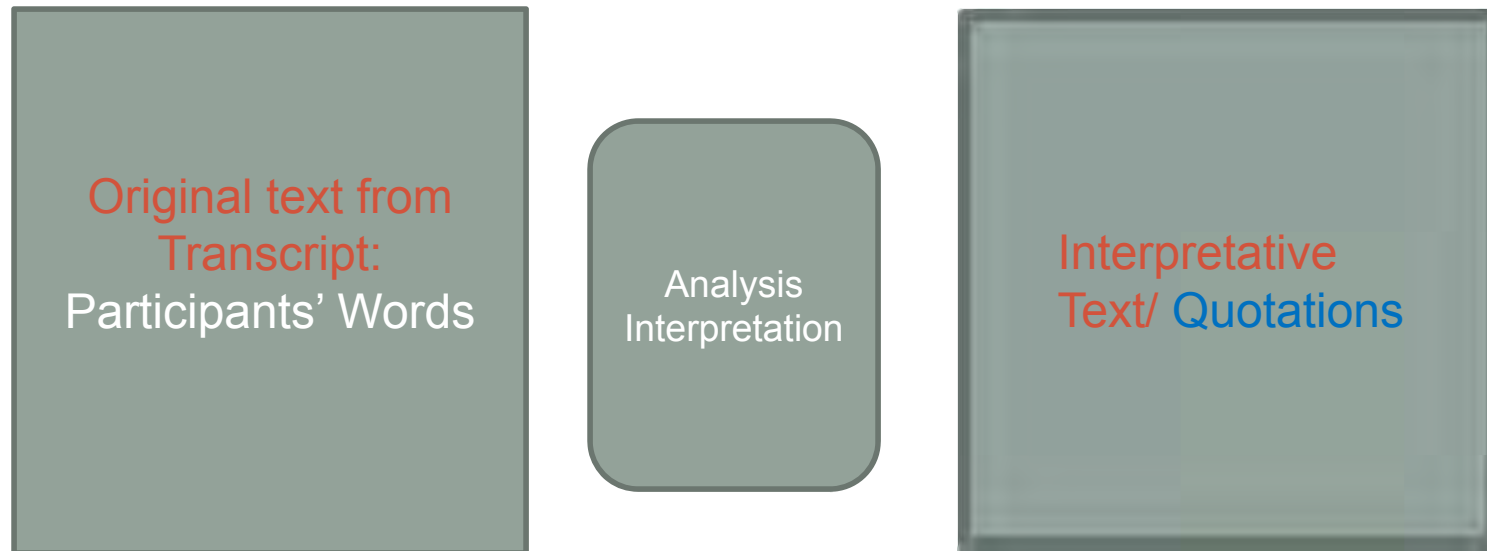 Original text from
Transcript:
Participants’ Words
Analysis
Interpretation
Interpretative
Text/ Quotations